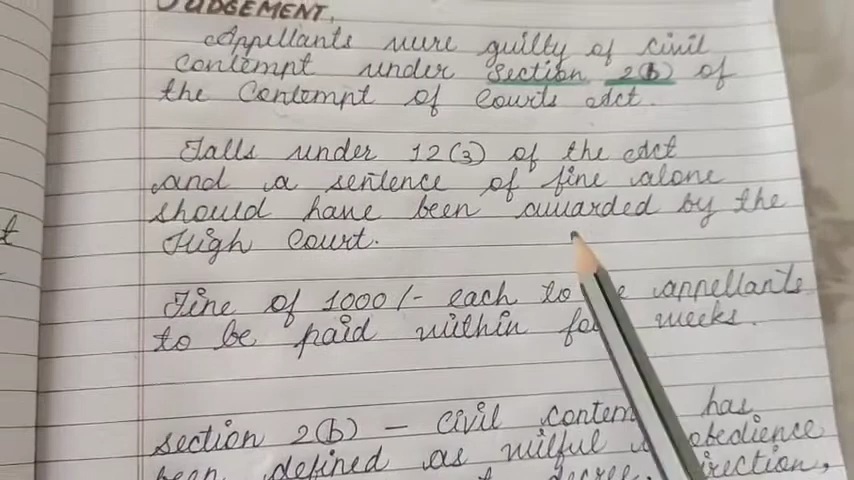 JUDGEMENT.
Appellants were guilty of civil
contempt under Section 2(b) of
the Contempt of Courts Act.
Falls under 12(3) of the Act
and a sentence of fine alone
should have been awarded by the
High Court.
Fine of 1000/- each to appellants
to be paid within weeks.
section 2(b) - civil has
been defined as wilful